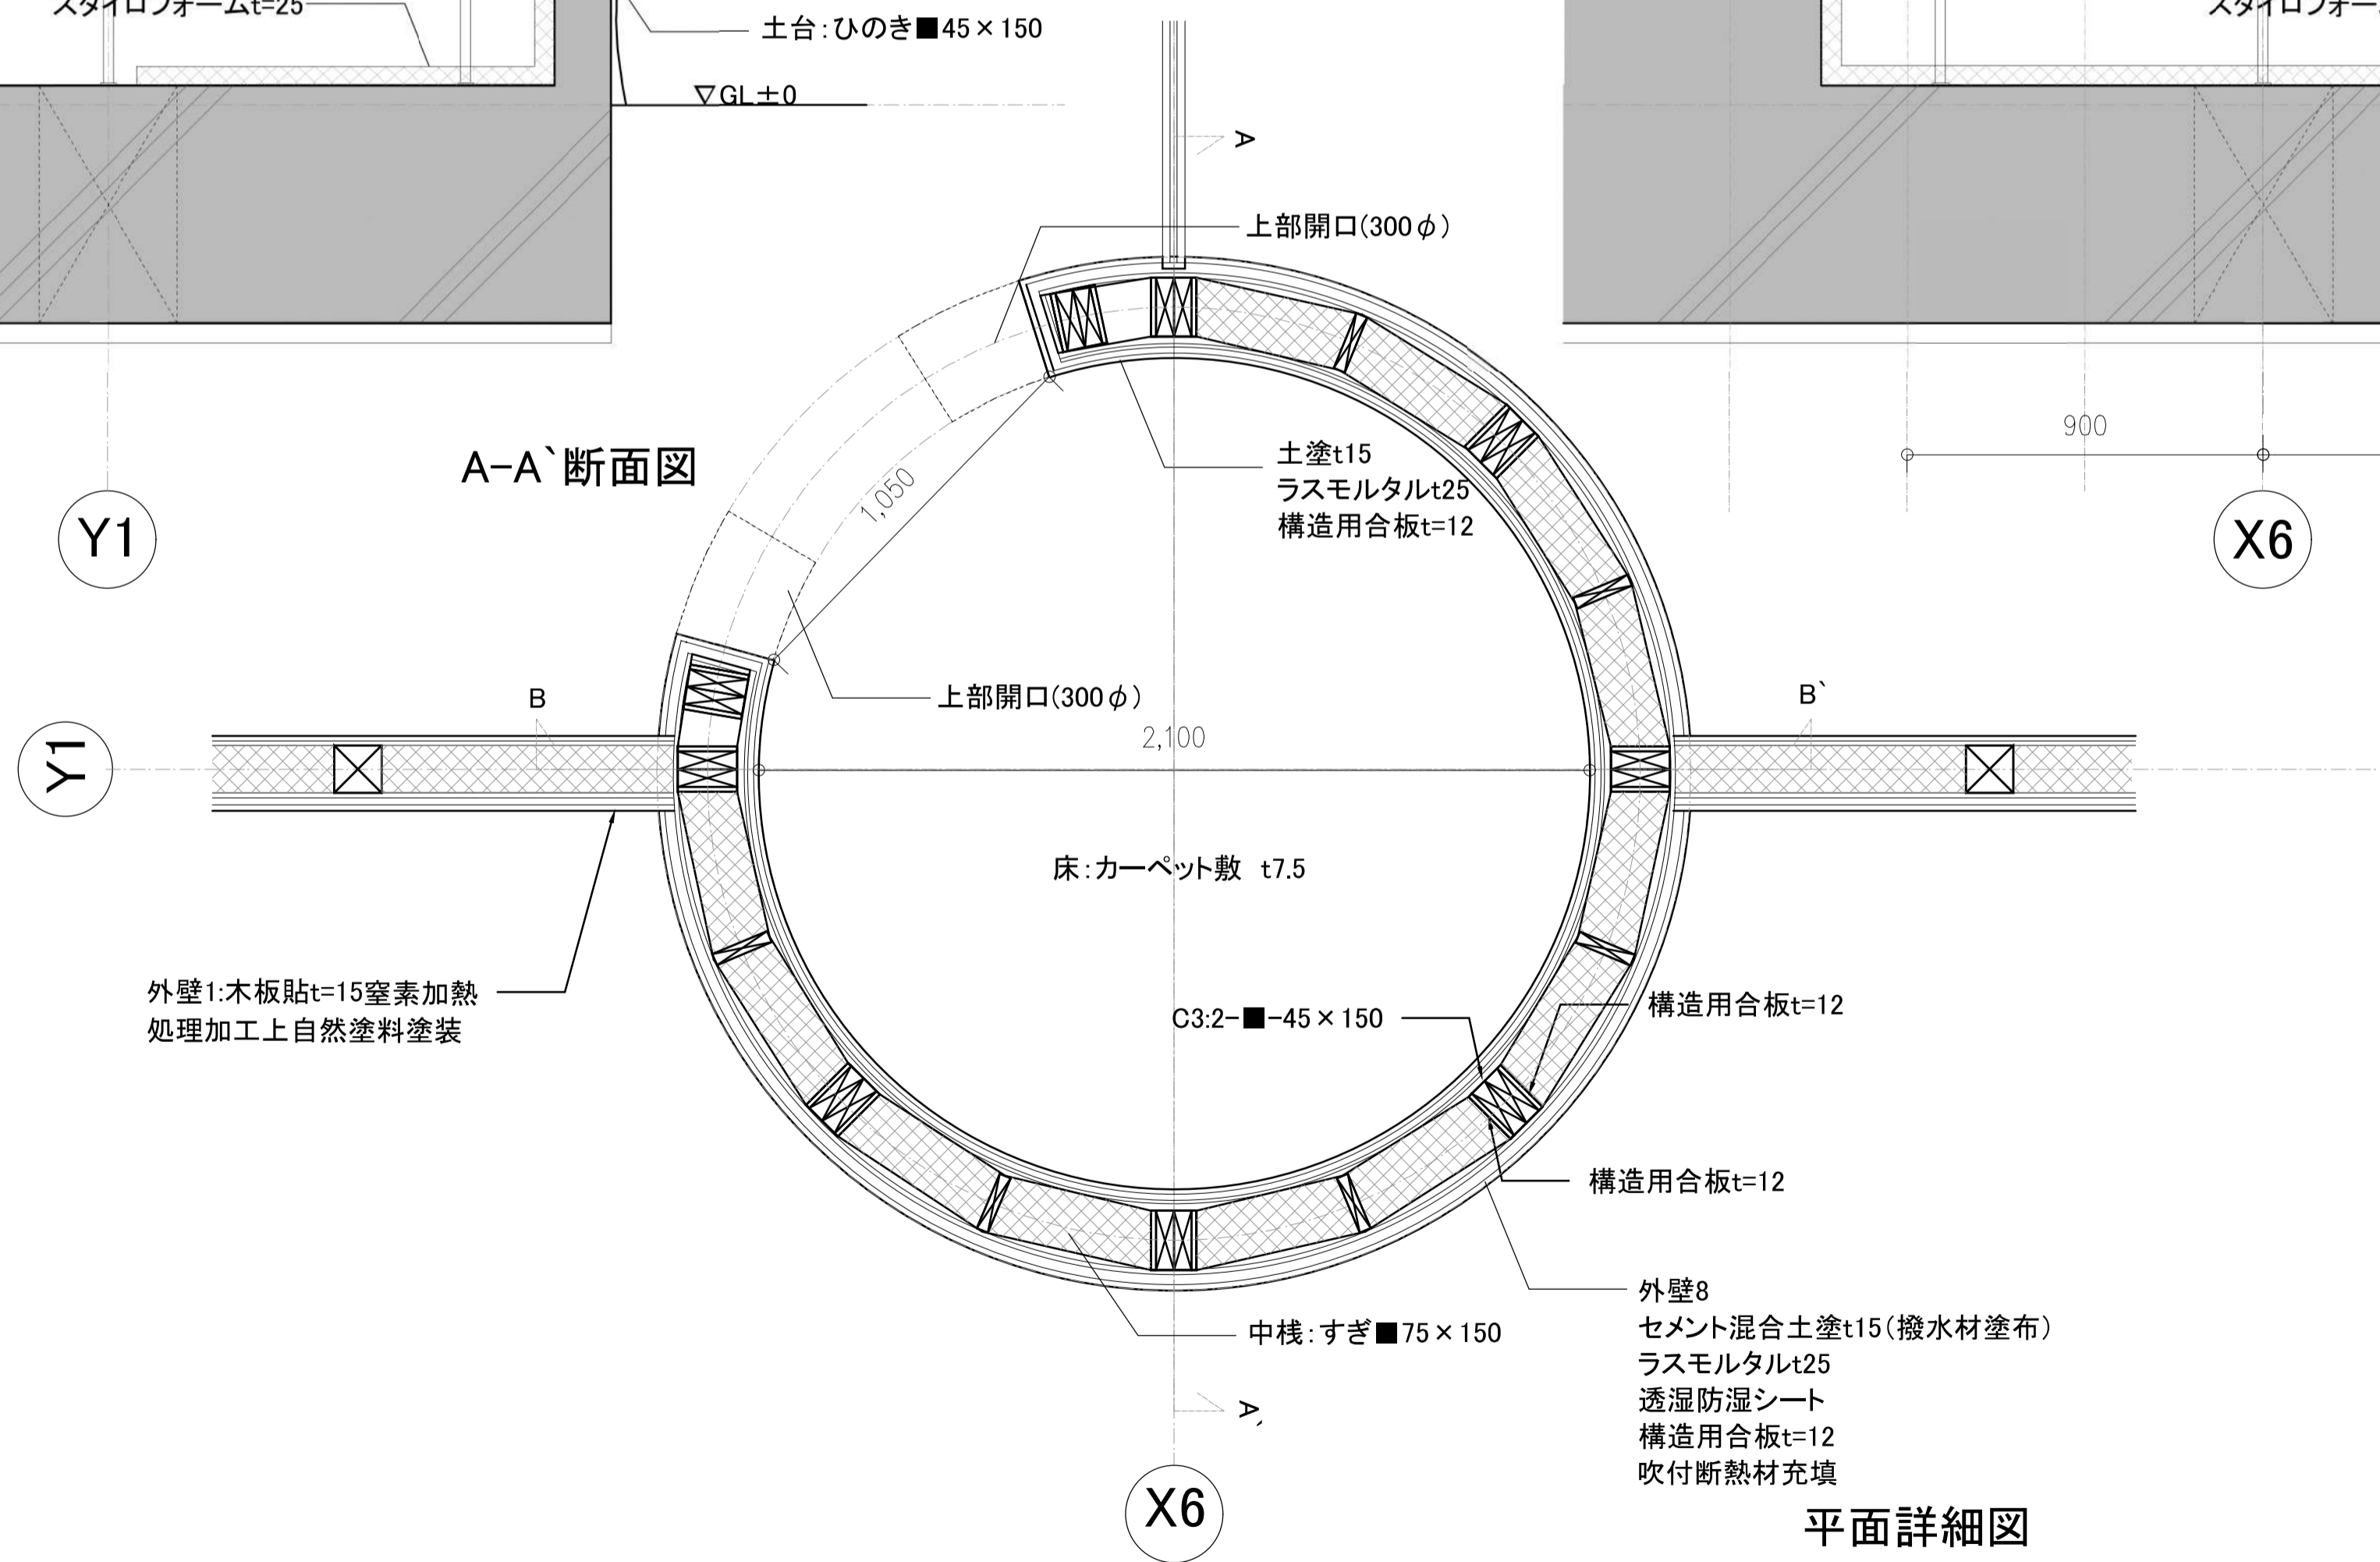 スタイロフォームt=25
土台:ひのき■45×150
▽GL±0
A
上部開口(300φ)
A-A`断面図
Y1
1,050
土塗t15
ラスモルタルt25
構造用合板t=12
900
X6
B
上部開口(300φ)
B`
2,100
Y1
床:カーペット敷 t7.5
外壁1:木板貼t=15窒素加熱
処理加工上自然塗料塗装
C3:2-■-45×150
構造用合板t=12
構造用合板t=12
中桟:すぎ■75×150
外壁8
セメント混合土塗t15(撥水材塗布)
ラスモルタルt25
透湿防湿シート
構造用合板t=12
吹付断熱材充填
A`
X6
平面詳細図